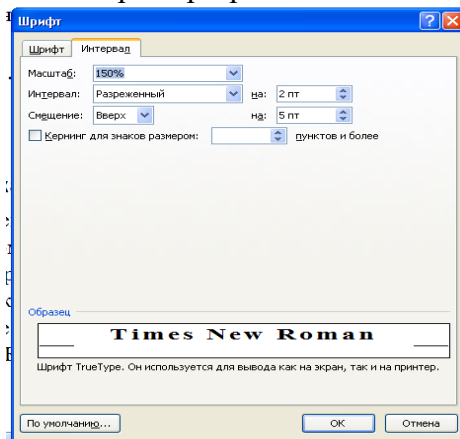 Шрифт
Шрифт Интервал
Масштаб: 150%
Интервал: Разреженный на: 2 пт
Смещение: Вверх на: 5 пт
Кернинг для знаков размером: пунктов и более
Образец
Times New Roman
Шрифт TrueType. Он используется для вывода как на экран, так и на принтер.
По умолчанию... ОК Отмена